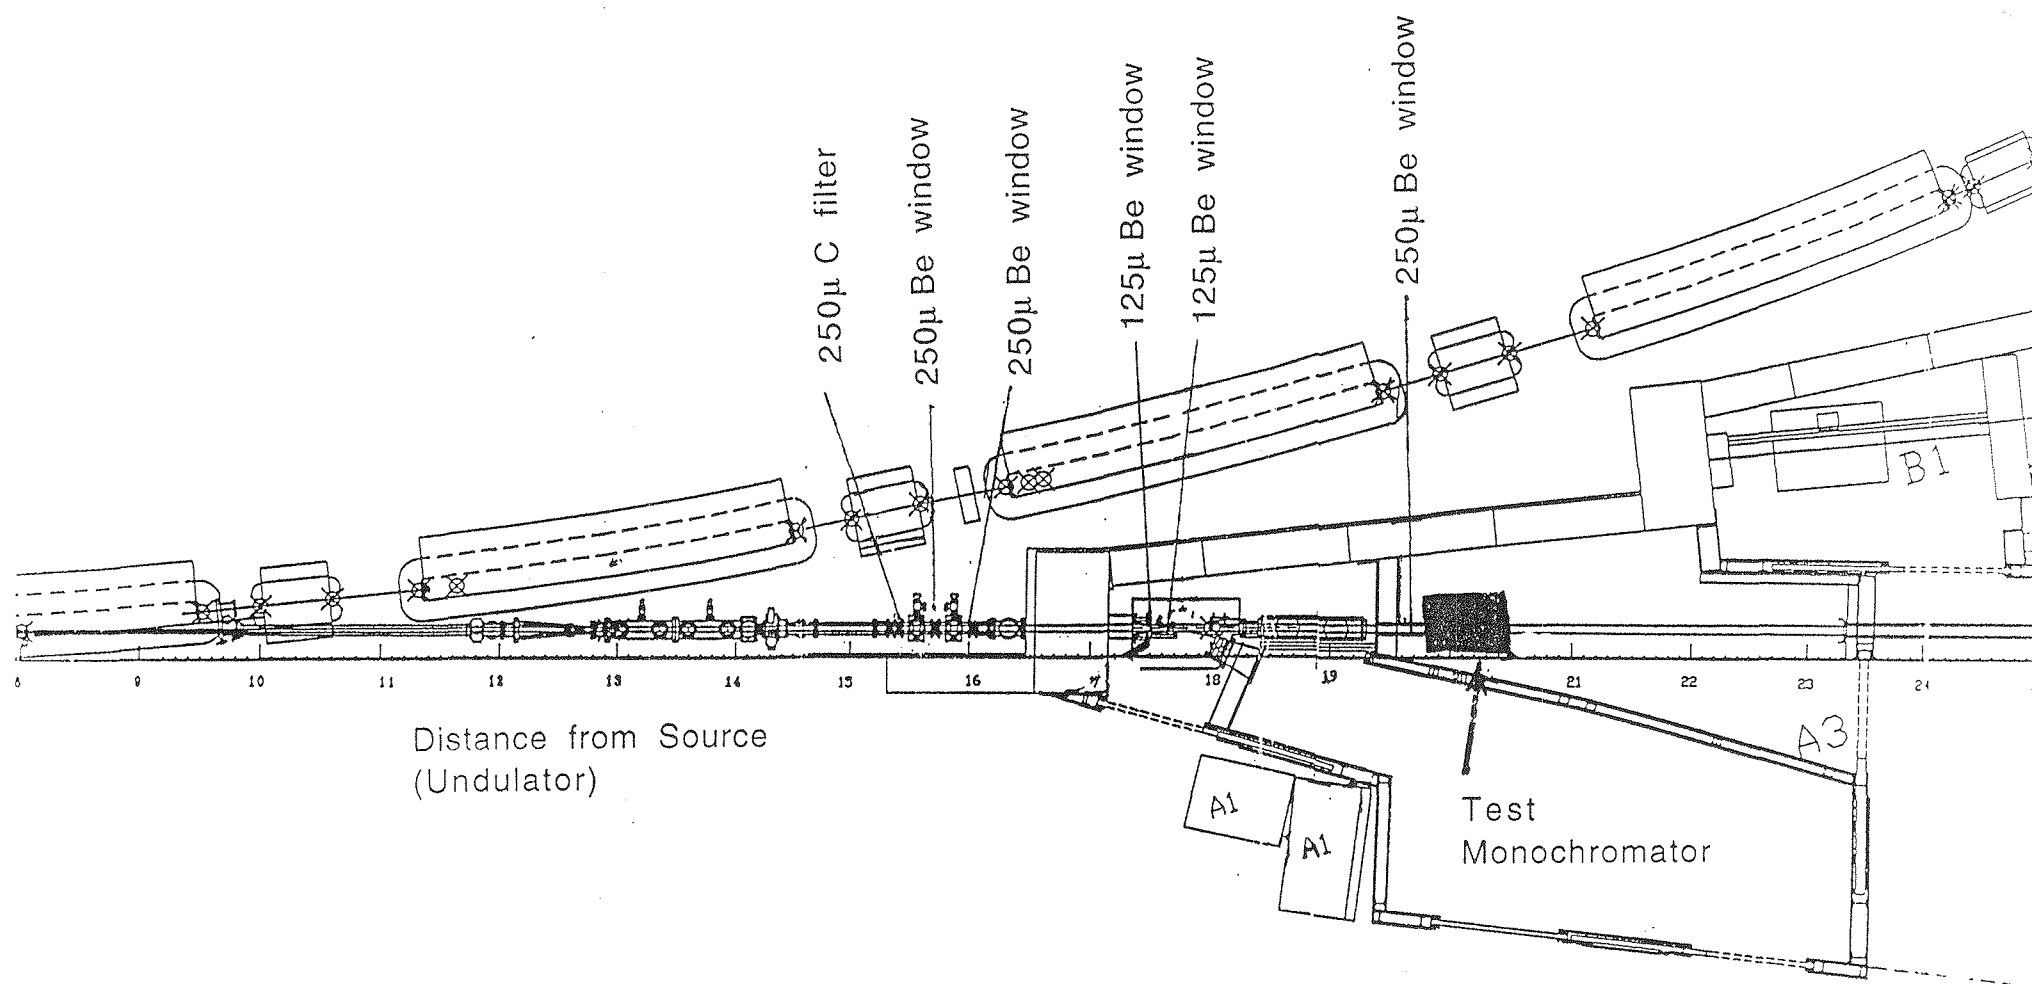 250μ C filter
250μ Be window
250μ Be window
125μ Be window
125μ Be window
250μ Be window
B1
8 9 10 11 12 13 14 15 16 17 18 19 21 22 23 24
Distance from Source
(Undulator)
A3
A1
A1
Test
Monochromator